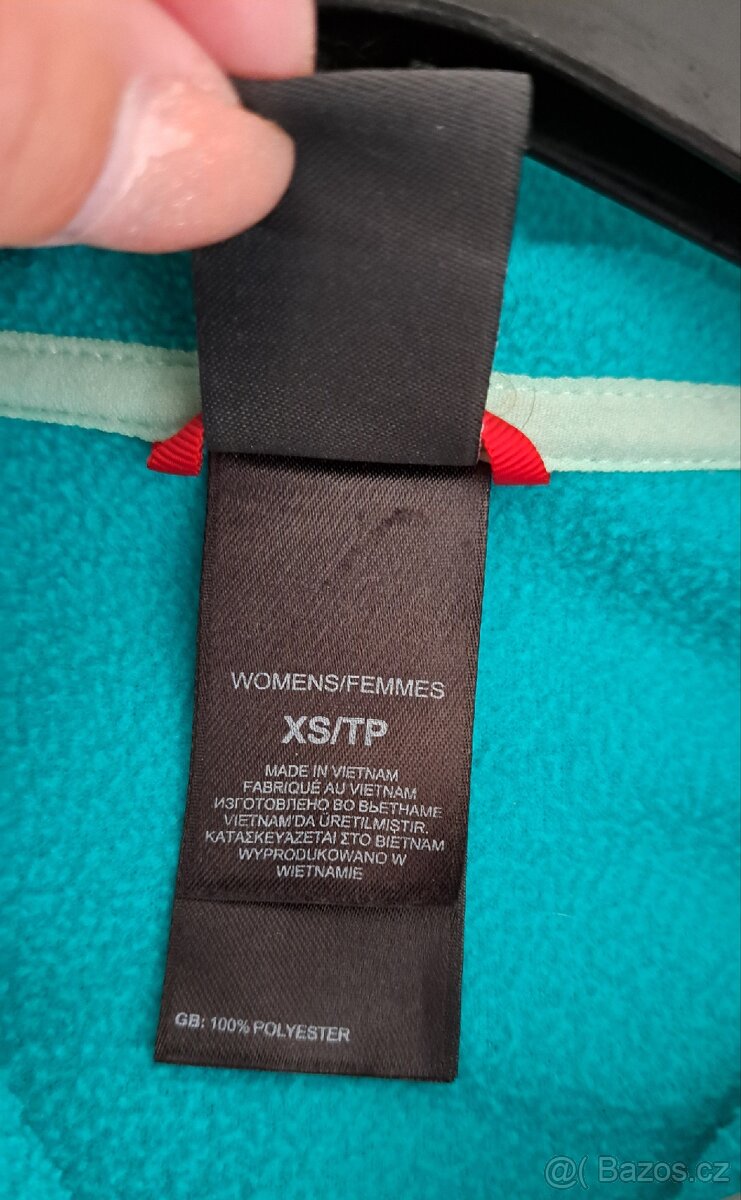 WOMENS/FEMMES
XS/TP
MADE IN VIETNAM
FABRIQUÉ AU VIETNAM
ИЗГОТОВЛЕНО ВО ВЬЕТНАМЕ
VIETNAM'DA ÜRETILMIŞTIR.
ΚΑΤΑΣΚΕΥΑΖΕΤΑΙ ΣΤΟ ΒΙΕΤΝΑΜ
WYPRODUKOWANO W
WIETNAMIE
GB: 100% POLYESTER
@( Bazos.cz